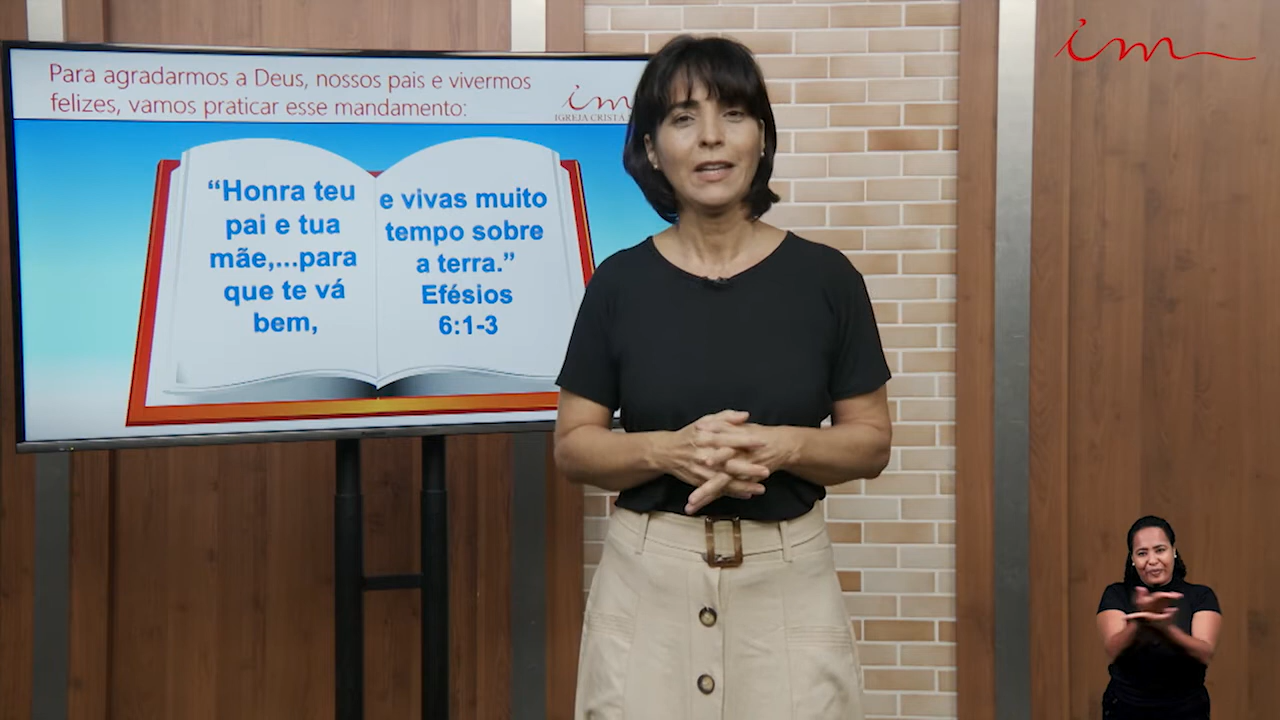 Para agradarmos a Deus, nossos pais e vivermos
felizes, vamos praticar esse mandamento:
im
IGREJA CRISTÃ
“Honra teu
pai e tua
mãe,...para
que te vá
bem,
e vivas muito
tempo sobre
a terra.”
Efésios
6:1-3
im